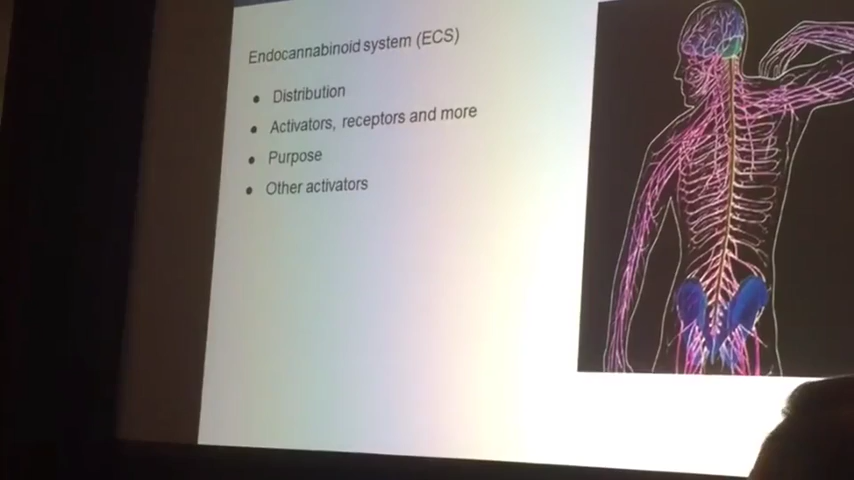 Endocannabinoid system (ECS)
● Distribution
● Activators, receptors and more
● Purpose
● Other activators